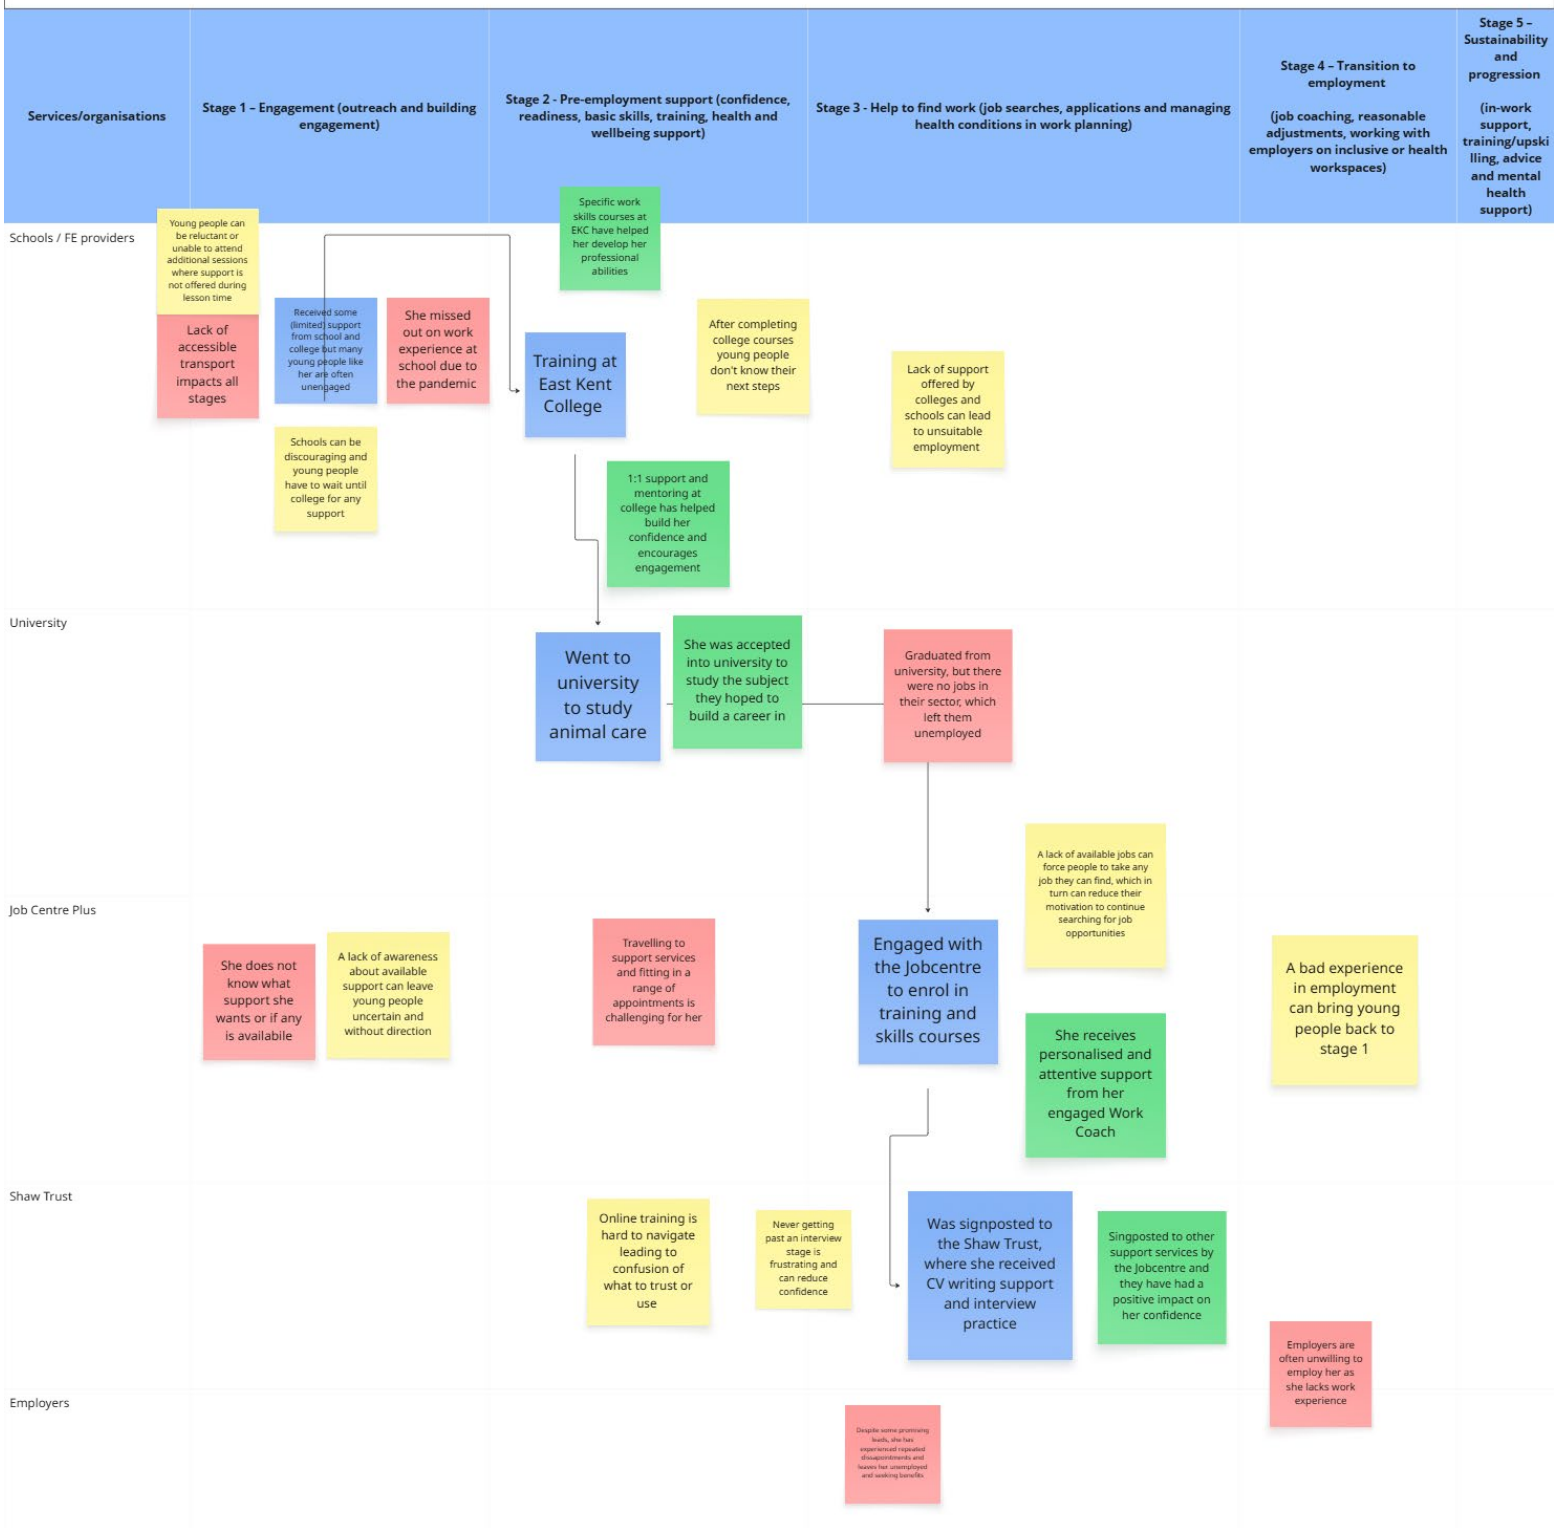 Services/organisations
Stage 1 – Engagement (outreach and building
engagement)
Stage 2 - Pre-employment support (confidence,
readiness, basic skills, training, health and
wellbeing support)
Stage 3 - Help to find work (job searches, applications and managing
health conditions in work planning)
Stage 4 – Transition to
employment
(job coaching, reasonable
adjustments, working with
employers on inclusive or health
workspaces)
Stage 5 –
Sustainability
and
progression
(in-work
support,
training/upski
lling, advice
and mental
health
support)
Schools / FE providers
Young people can
be reluctant or
unable to attend
additional sessions
where support is
not offered during
lesson time
Lack of
accessible
transport
impacts all
stages
Received some
(limited) support
from school and
college but many
young people like
her are often
unengaged
She missed
out on work
experience at
school due to
the pandemic
Schools can be
discouraging and
young people
have to wait until
college for any
support
Specific work
skills courses at
EKC have helped
her develop her
professional
abilities
Training at
East Kent
College
After completing
college courses
young people
don't know their
next steps
1:1 support and
mentoring at
college has helped
build her
confidence and
encourages
engagement
Lack of support
offered by
colleges and
schools can lead
to unsuitable
employment
University
Went to
university
to study
animal care
She was accepted
into university to
study the subject
they hoped to
build a career in
Graduated from
university, but there
were no jobs in
their sector, which
left them
unemployed
A lack of available jobs can
force people to take any
job they can find, which in
turn can reduce their
motivation to continue
searching for job
opportunities
Job Centre Plus
She does not
know what
support she
wants or if any
is availabile
A lack of awareness
about available
support can leave
young people
uncertain and
without direction
Travelling to
support services
and fitting in a
range of
appointments is
challenging for her
Engaged with
the Jobcentre
to enrol in
training and
skills courses
She receives
personalised and
attentive support
from her
engaged Work
Coach
A bad experience
in employment
can bring young
people back to
stage 1
Shaw Trust
Online training is
hard to navigate
leading to
confusion of
what to trust or
use
Never getting
past an interview
stage is
frustrating and
can reduce
confidence
Was signposted to
the Shaw Trust,
where she received
CV writing support
and interview
practice
Singposted to other
support services by
the Jobcentre and
they have had a
positive impact on
her confidence
Employers are
often unwilling to
employ her as
she lacks work
experience
Employers
Despite some promising
leads, she has
experienced repeated
dissapointments and
leaves her unemployed
and seeking benefits